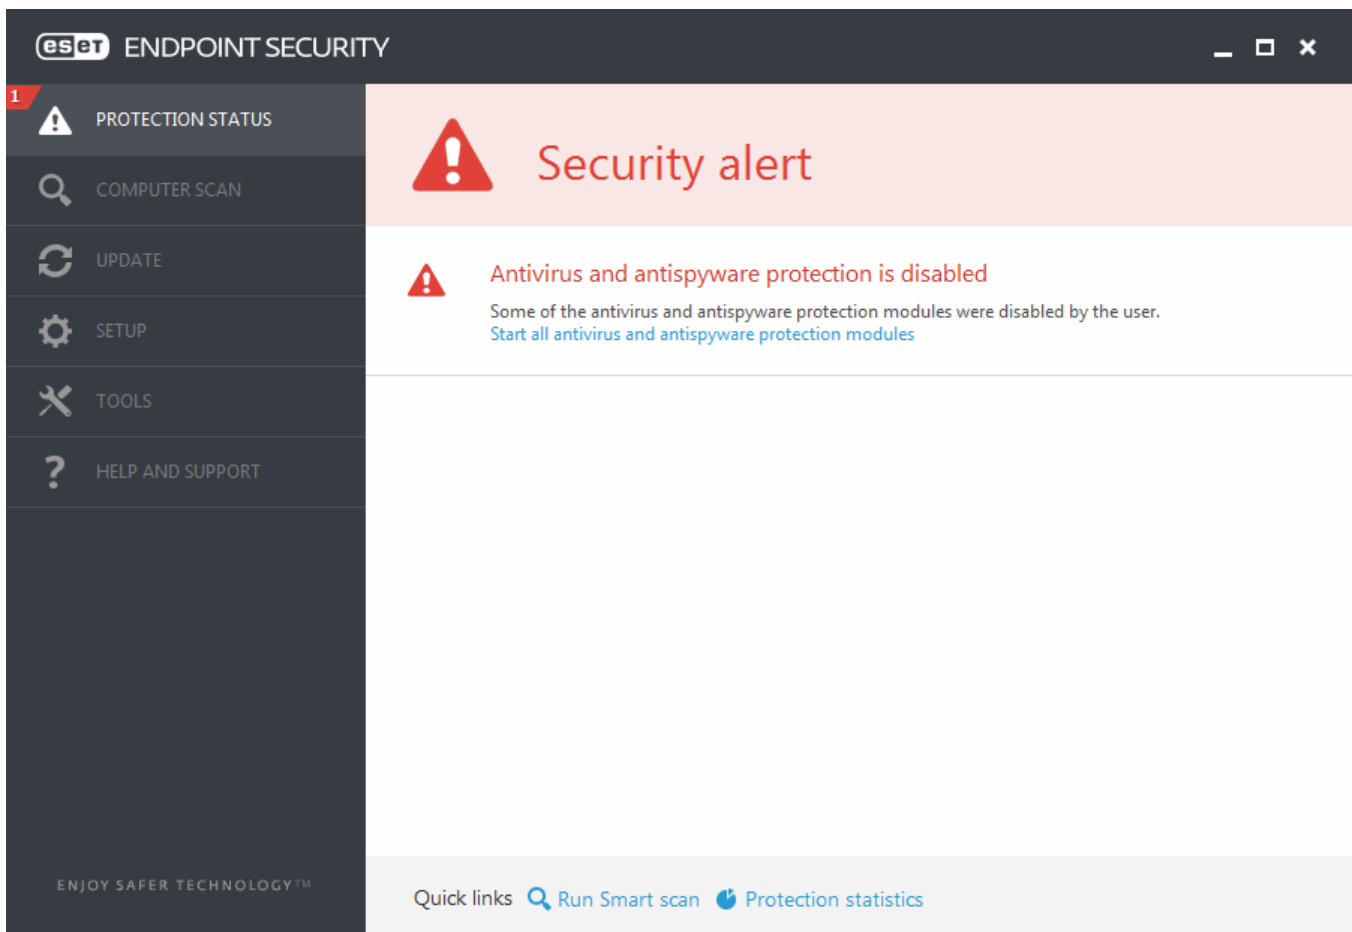 eset ENDPOINT SECURITY
1
PROTECTION STATUS
COMPUTER SCAN
UPDATE
SETUP
TOOLS
HELP AND SUPPORT
ENJOY SAFER TECHNOLOGY™
Security alert
Antivirus and antispyware protection is disabled
Some of the antivirus and antispyware protection modules were disabled by the user.
Start all antivirus and antispyware protection modules
Quick links Run Smart scan Protection statistics